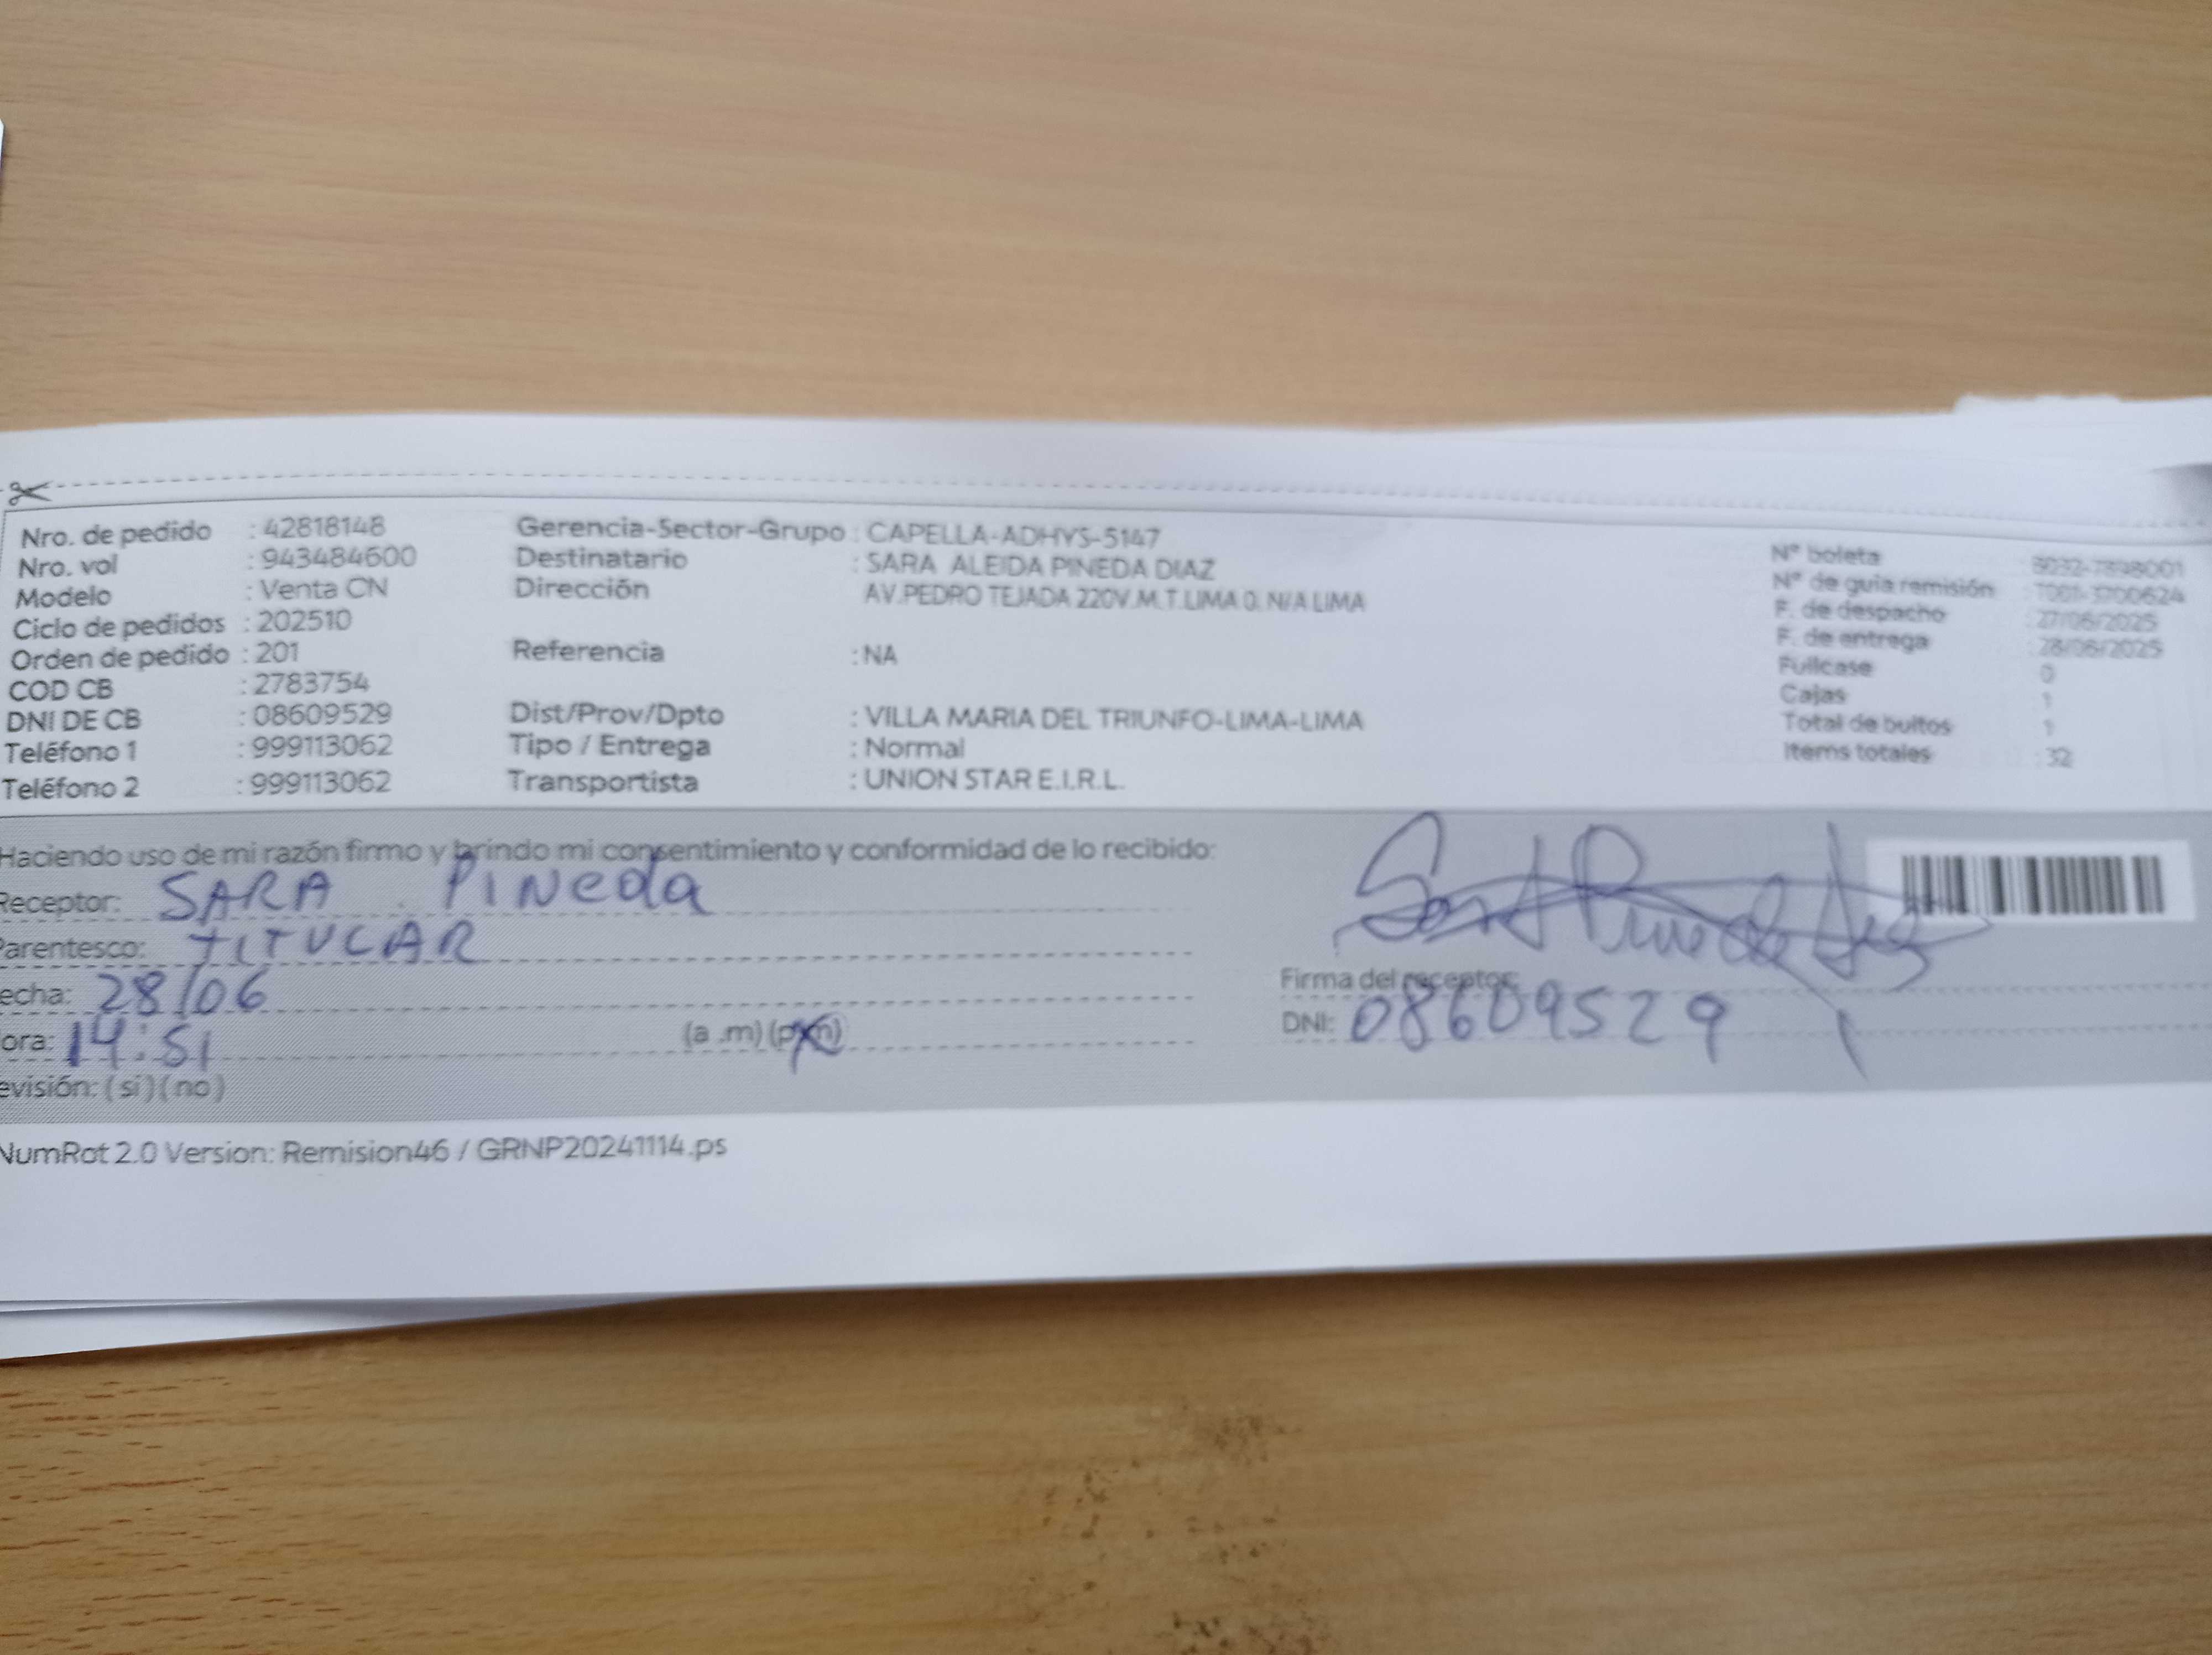 Nro. de pedido : 42818148
Nro. vol : 943484600
Modelo : Venta CN
Ciclo de pedidos : 202510
Orden de pedido : 201
COD CB : 2783754
DNI DE CB : 08609529
Teléfono 1 : 999113062
Teléfono 2 : 999113062
Gerencia-Sector-Grupo : CAPELLA-ADHYS-5147
Destinatario : SARA ALEIDA PINEDA DIAZ
Dirección AV.PEDRO TEJADA 220V.M.T.LIMA 0. N/A LIMA
Referencia : NA
Dist/Prov/Dpto : VILLA MARIA DEL TRIUNFO-LIMA-LIMA
Tipo / Entrega : Normal
Transportista : UNION STAR E.I.R.L.
N° boleta
N° de guia remisión
F. de despacho : 27/06/2025
F. de entrega : 28/06/2025
Fullcase 0
Cajas 1
Total de bultos 1
Items totales : 32
Haciendo uso de mi razón firmo y brindo mi consentimiento y conformidad de lo recibido:
Receptor: SARA PINeda
Parentesco: TITULAR
echa: 28/06
ora: 14:51 (a .m) (p.m)
evisión: (si) (no)
Firma del receptor:
DNI: 08609529
NumRot 2.0 Version: Remision46 / GRNP20241114.ps